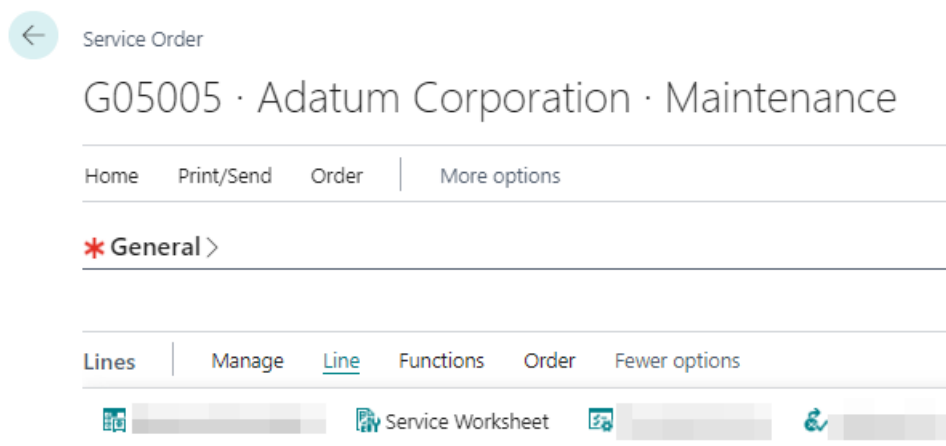 Service Order
G05005 · Adatum Corporation · Maintenance
Home Print/Send Order More options
General
Lines Manage Line Functions Order Fewer options
Service Worksheet